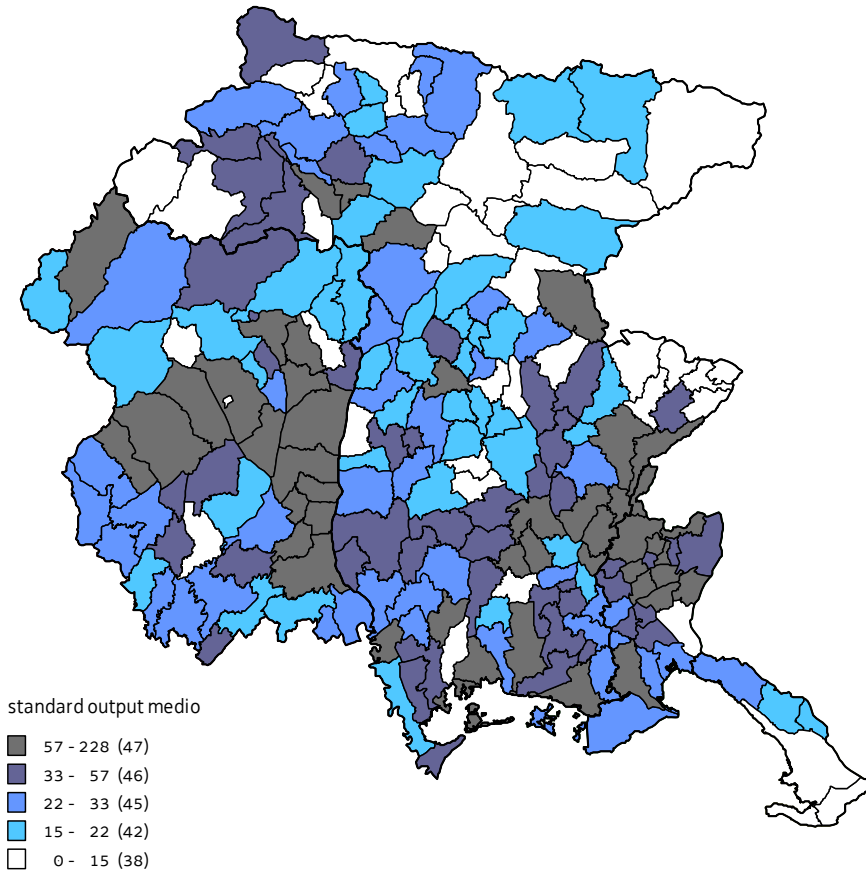 standard output medio
57 - 228 (47)
33 - 57 (46)
22 - 33 (45)
15 - 22 (42)
0 - 15 (38)